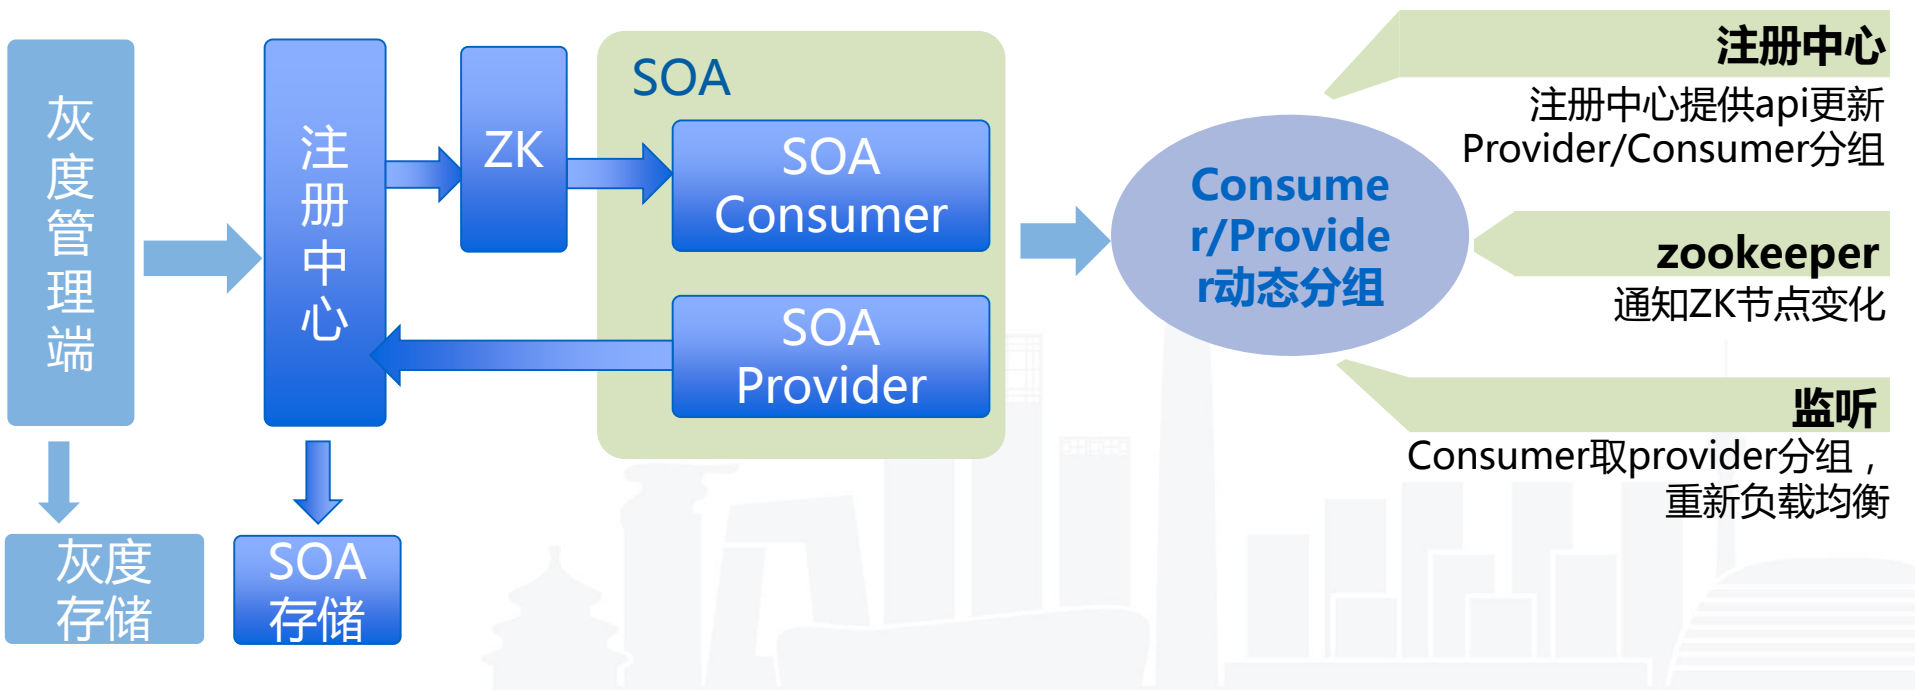 灰度管理端
注册中心
ZK
SOA
SOA
Consumer
SOA
Provider
灰度
存储
SOA
存储
Consume
r/Provide
r动态分组
注册中心
注册中心提供api更新
Provider/Consumer分组
zookeeper
通知ZK节点变化
监听
Consumer取provider分组，
重新负载均衡